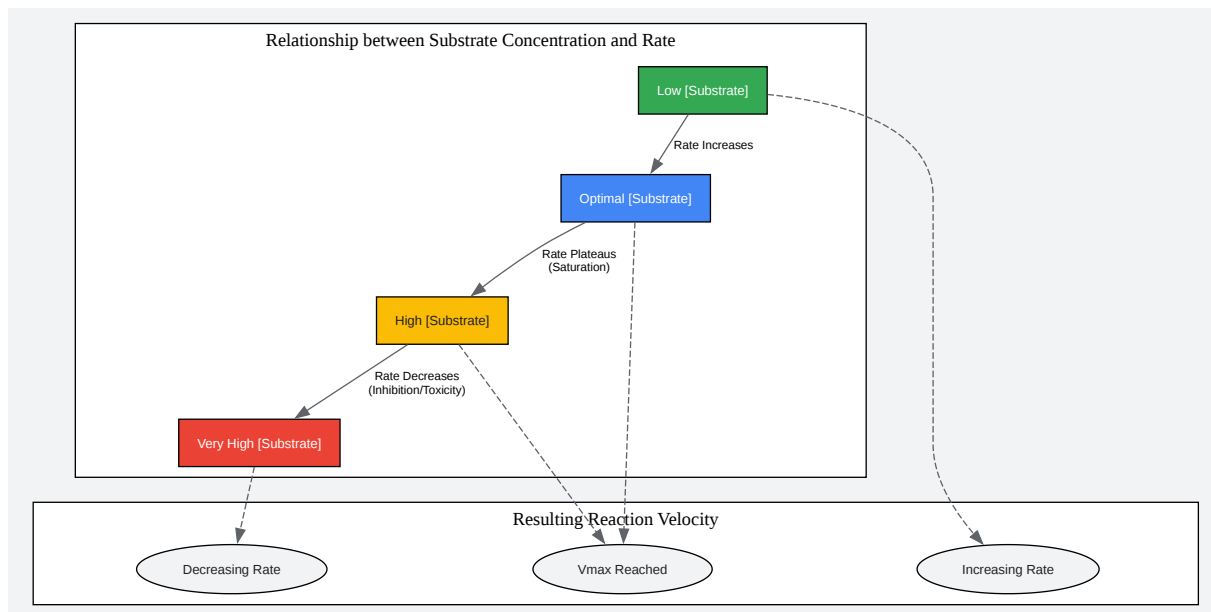 Relationship between Substrate Concentration and Rate
Low [Substrate]
Rate Increases
Optimal [Substrate]
Rate Plateaus
(Saturation)
High [Substrate]
Rate Decreases
(Inhibition/Toxicity)
Very High [Substrate]
Resulting Reaction Velocity
Decreasing Rate
Vmax Reached
Increasing Rate